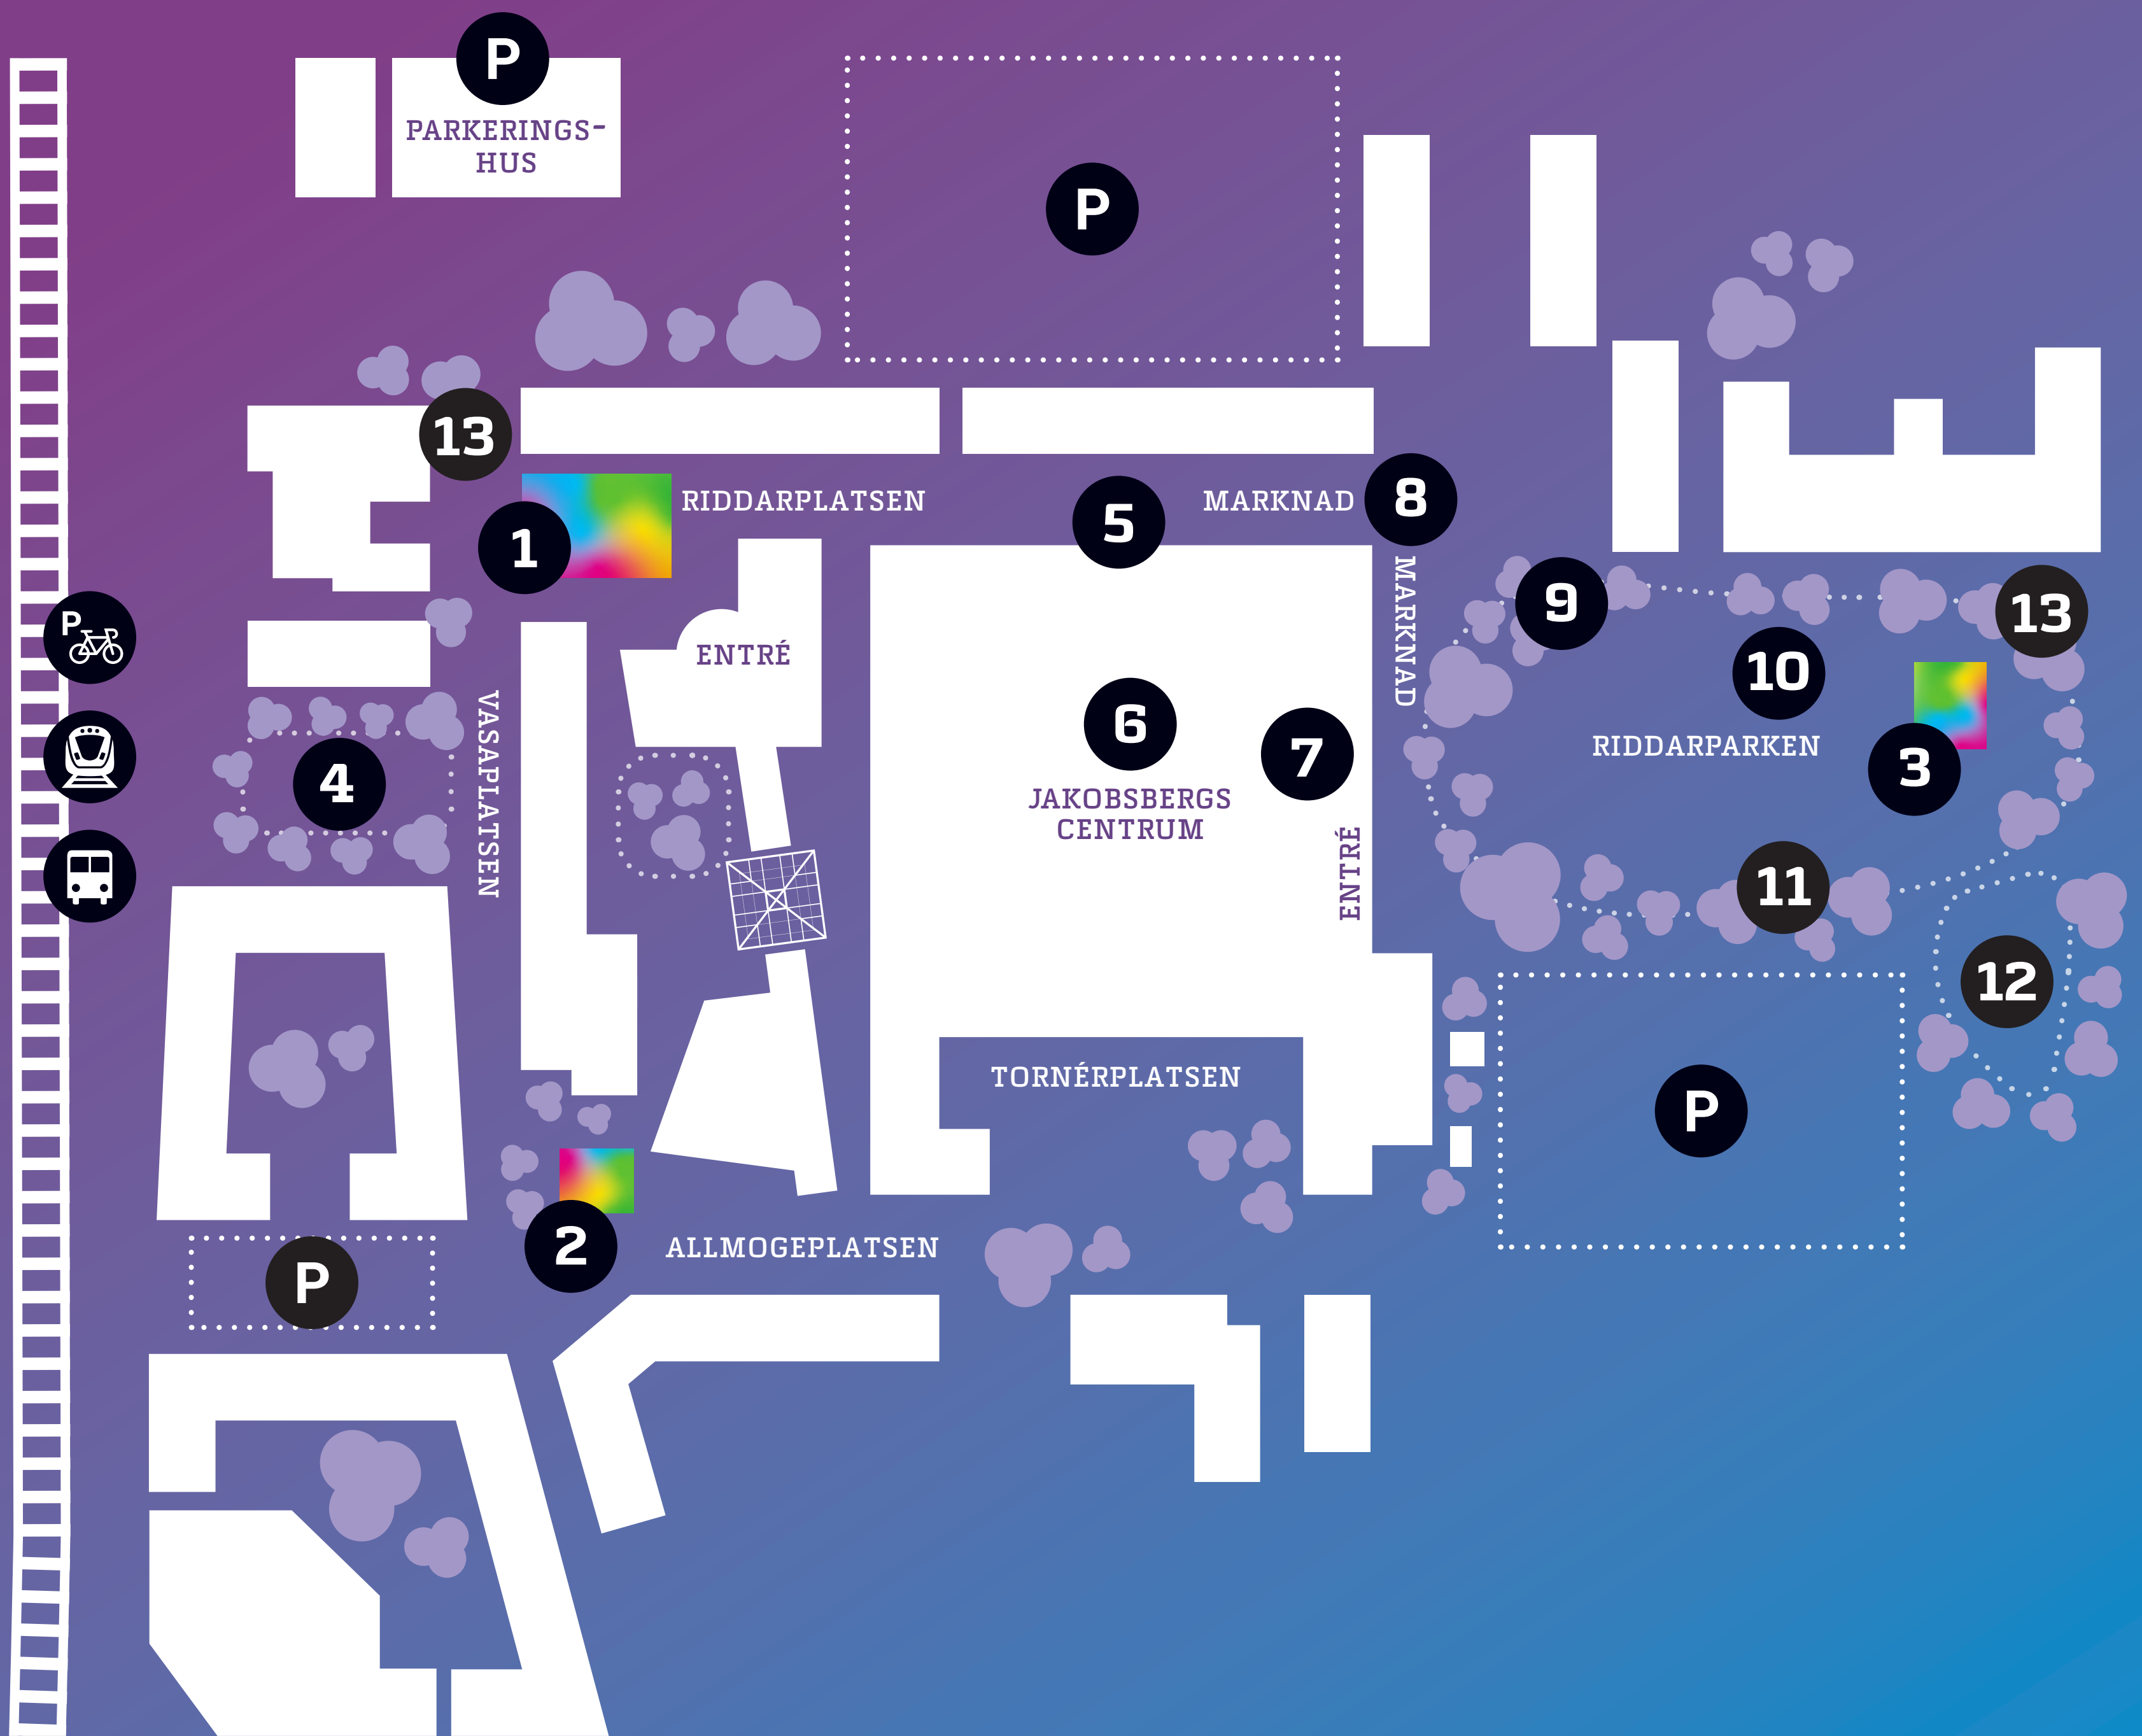 P
PARKERINGS-
HUS
P
13
1
RIDDARPLATSEN
5
MARKNAD
8
MARKNAD
P
ENTRÉ
9
13
10
RIDDARPARKEN
3
4
VASAPLATSEN
6
7
JAKOBSBERGS
CENTRUM
ENTRÉ
11
12
TORNÉRPLATSEN
P
2
ALLMOGEPLATSEN
P